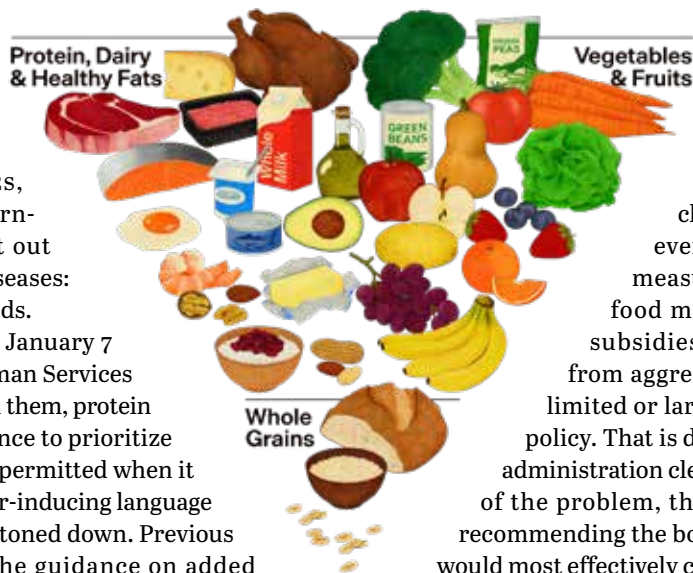 Protein, Dairy
& Healthy Fats
Vegetables
& Fruits
GREEN
PEAS
Whole
Milk
GREEN
BEANS
Whole
Grains
t out
seases:
ds.
January 7
man Services
them, protein
nce to prioritize
permitted when it
r-inducing language
toned down. Previous
he guidance on added
cl
eve
measu
food m
subsidies
from aggre
limited or lar
policy. That is d
administration cle
of the problem, th
recommending the bo
would most effectively c